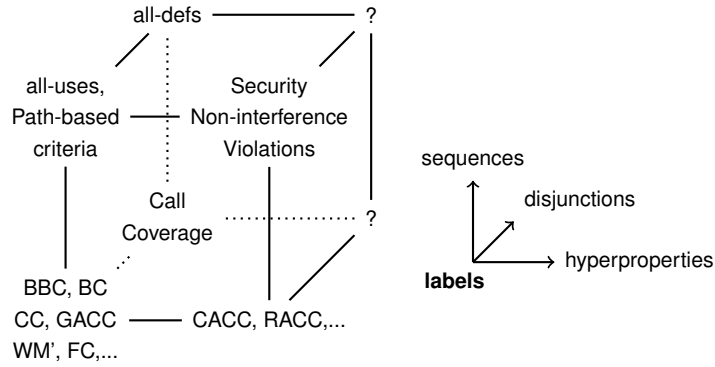 all-defs
?
all-uses,
Path-based
criteria
Security
Non-interference
Violations
Call
Coverage
?
BBC, BC
CC, GACC
WM', FC,...
CACC, RACC,...
sequences
disjunctions
hyperproperties
labels